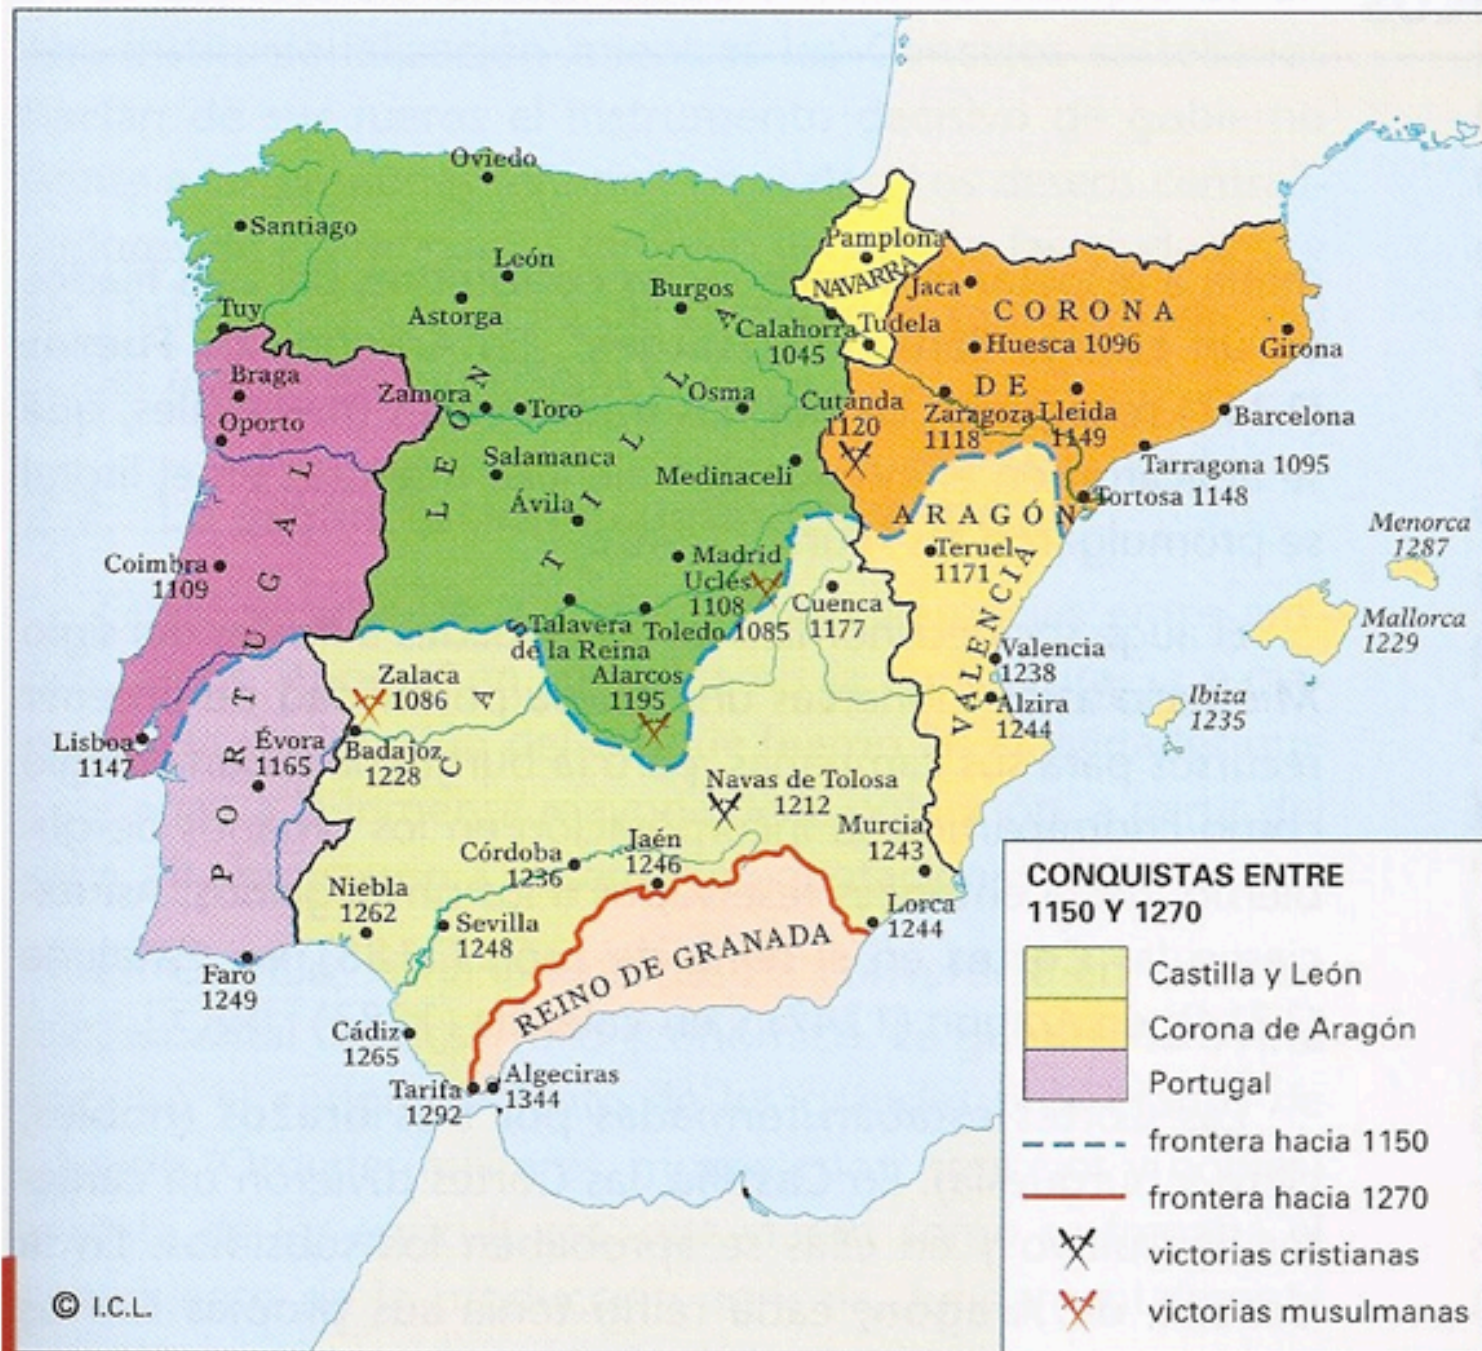 Oviedo
Santiago
León
Pamplona
NAVARRA
Burgos
Jaca
CORONA
Tuy
Astorga
Calahorra
1045
Tudela
Huesca 1096
Girona
Braga
Zamora
Toro
Osma
Cutanda
1120
DE
Zaragoza
1118
Lleida
1149
Barcelona
Oporto
LEÓN
Salamanca
Medinaceli
Tarragona 1095
Ávila
ARAGÓN
Tortosa 1148
Menorca
1287
Coimbra
1109
Madrid
Uclés
1108
Teruel
1171
Cuenca
1177
Mallorca
1229
PORTUGAL
CASTILLA
Talavera
de la Reina
Toledo 1085
VALENCIA
Valencia
1238
Zalaca
1086
Alarcos
1195
Alzira
1244
Ibiza
1235
Lisboa
1147
Évora
1165
Badajoz
1228
Navas de Tolosa
1212
Murcia
1243
Jaén
1246
Córdoba
1236
Niebla
1262
Sevilla
1248
Lorca
1244
REINO DE GRANADA
Faro
1249
Cádiz
1265
Tarifa
1292
Algeciras
1344
CONQUISTAS ENTRE
1150 Y 1270
Castilla y León
Corona de Aragón
Portugal
frontera hacia 1150
frontera hacia 1270
victorias cristianas
victorias musulmanas
© I.C.L.